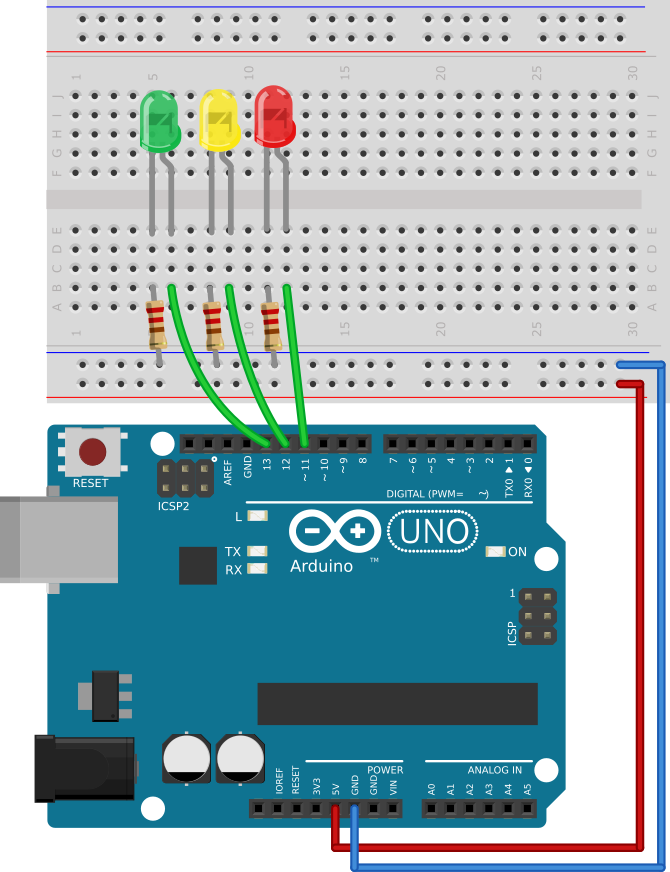 1 5 10 15 20 25 30
J J
I I
H H
G G
F F
E E
D D
C C
B B
A A
1 5 10 15 20 25 30
RESET
ICSP2
AREF
GND
13
12
~11
~10
~9
8
7
~6
~5
4
~3
2
TX0 ▶ 1
RX0 ◀ 0
DIGITAL (PWM= ~)
L
TX
RX
UNO
ON
Arduino ™
1
ICSP
POWER
ANALOG IN
IOREF
RESET
3V3
5V
GND
GND
VIN
A0
A1
A2
A3
A4
A5